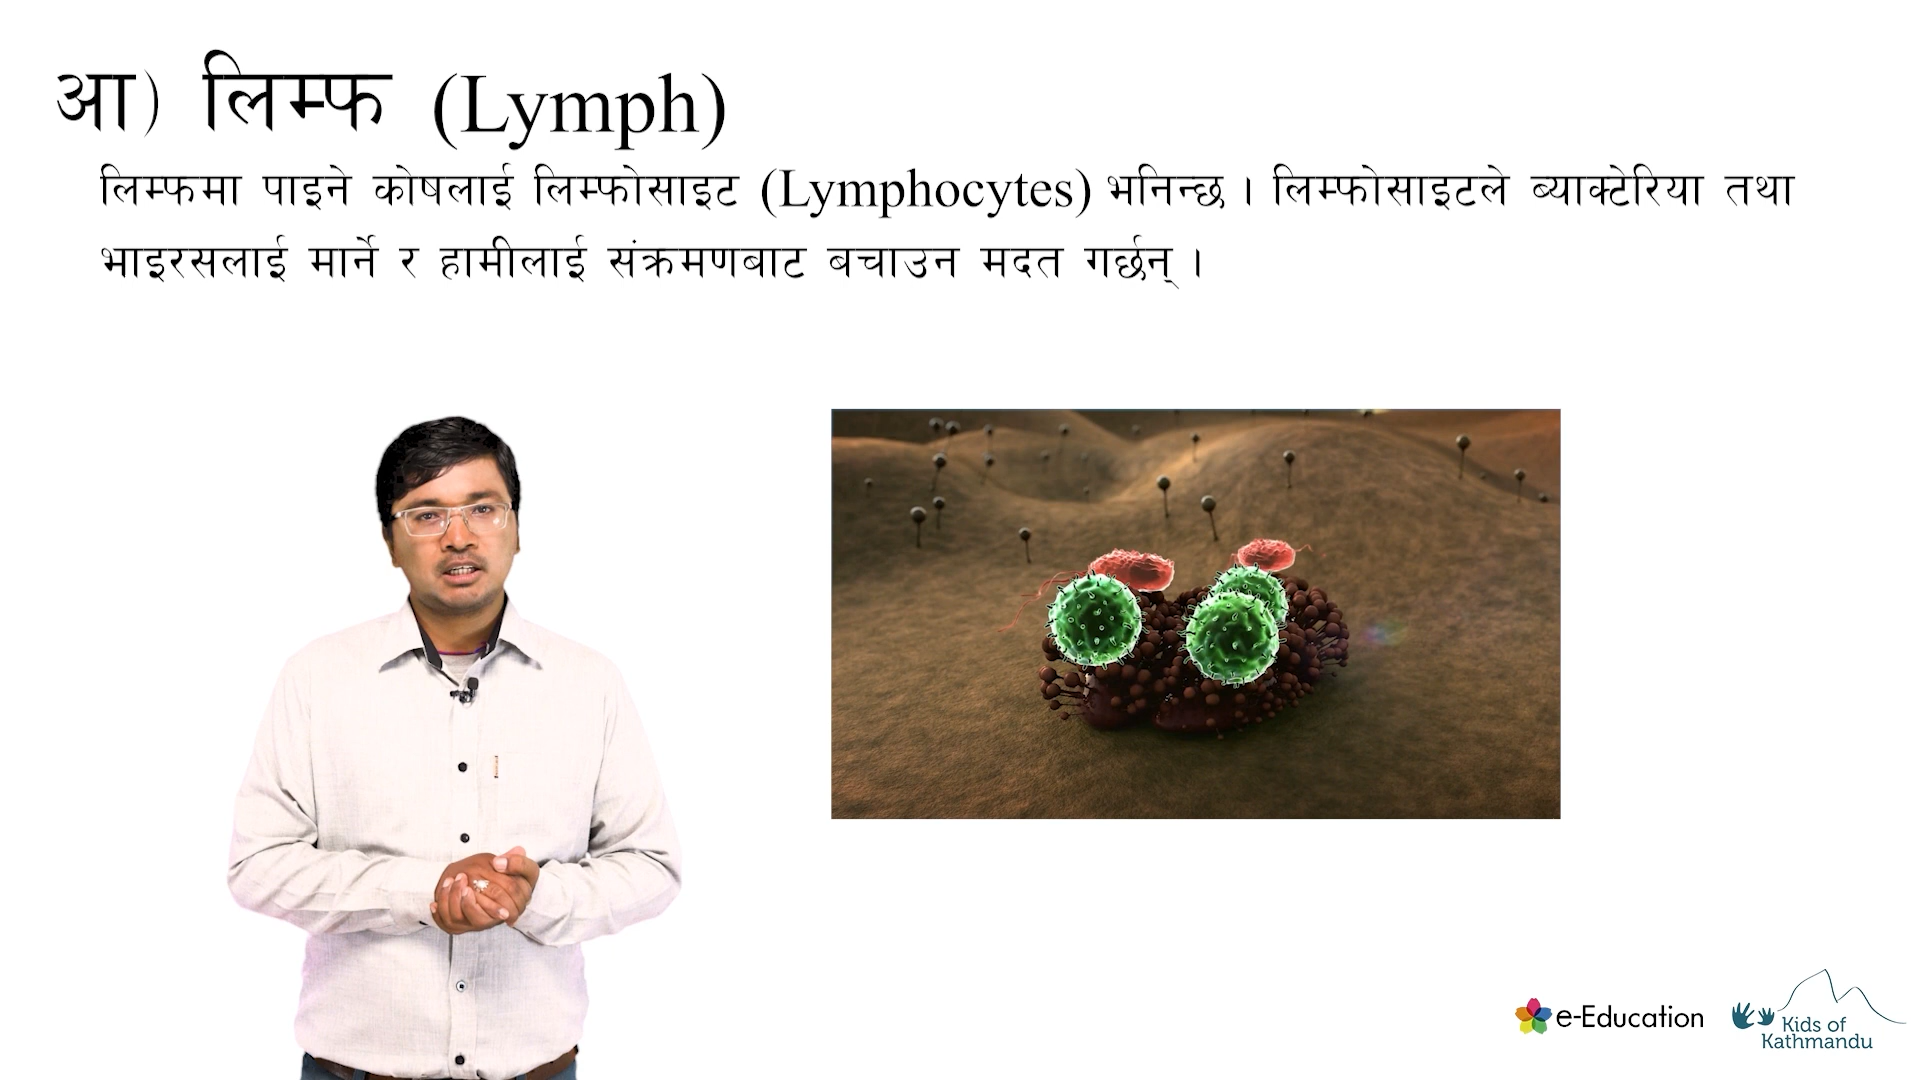 आ) लिम्फ (Lymph)
लिम्फमा पाइने कोषलाई लिम्फोसाइट (Lymphocytes) भनिन्छ । लिम्फोसाइटले ब्याक्टेरिया तथा
भाइरसलाई मार्ने र हामीलाई संक्रमणबाट बचाउन मदत गर्छन् ।
e-Education
Kids of
Kathmandu